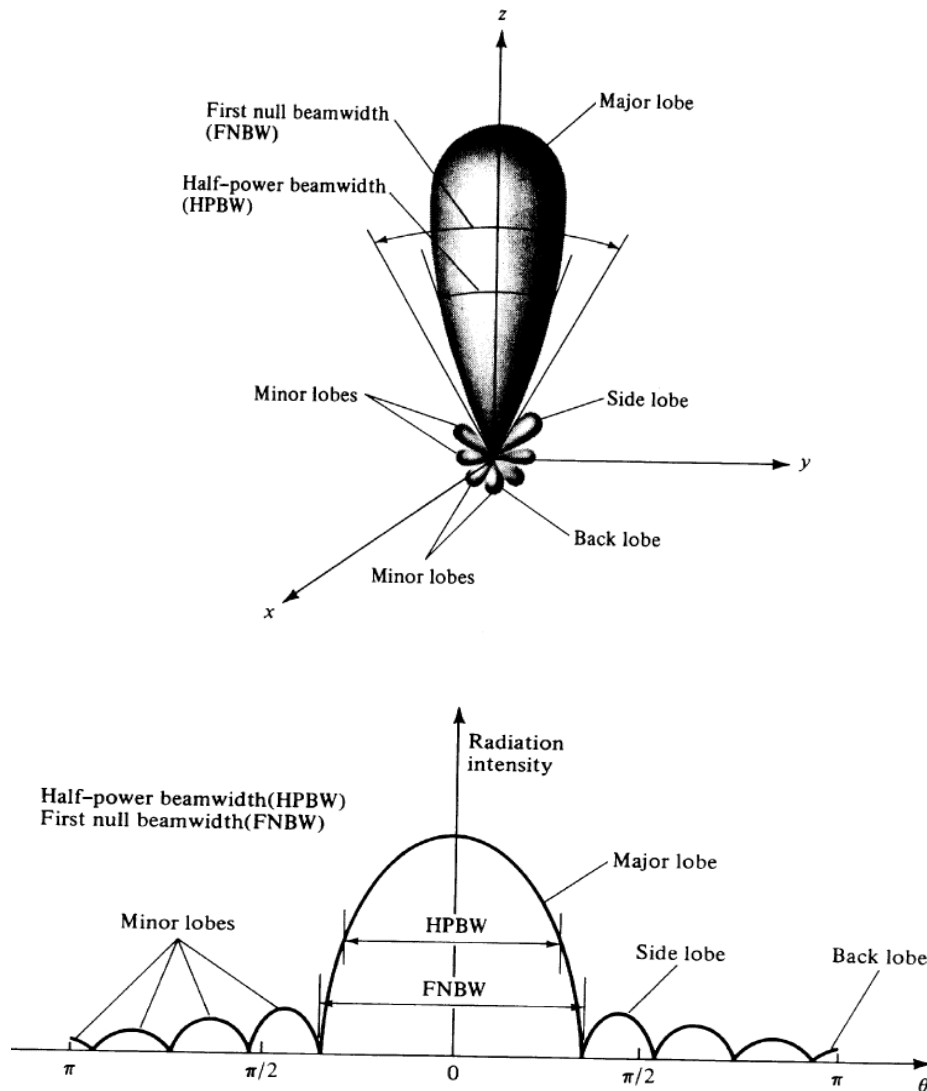 z
First null beamwidth
(FNBW)
Major lobe
Half-power beamwidth
(HPBW)
Minor lobes
Side lobe
y
Back lobe
Minor lobes
x
Radiation
intensity
Half-power beamwidth(HPBW)
First null beamwidth(FNBW)
Major lobe
Minor lobes
HPBW
Side lobe
Back lobe
FNBW
π
π/2
0
π/2
π
θ